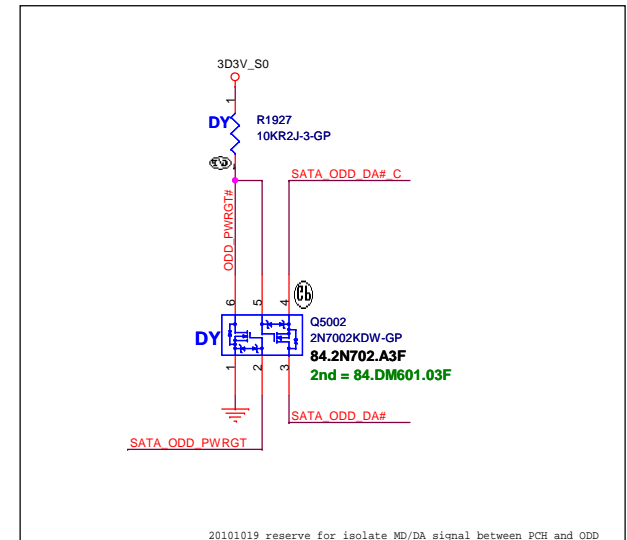 3D3V_S0
1
DY
R1927
10KR2J-3-GP
SATA_ODD_DA#_C
ODD_PWRGT#
6
5
4
DY
Q5002
2N7002KDW-GP
84.2N702.A3F
2nd = 84.DM601.03F
1
2
3
SATA_ODD_DA#
SATA_ODD_PWRGT
20101019 reserve for isolate MD/DA signal between PCH and ODD